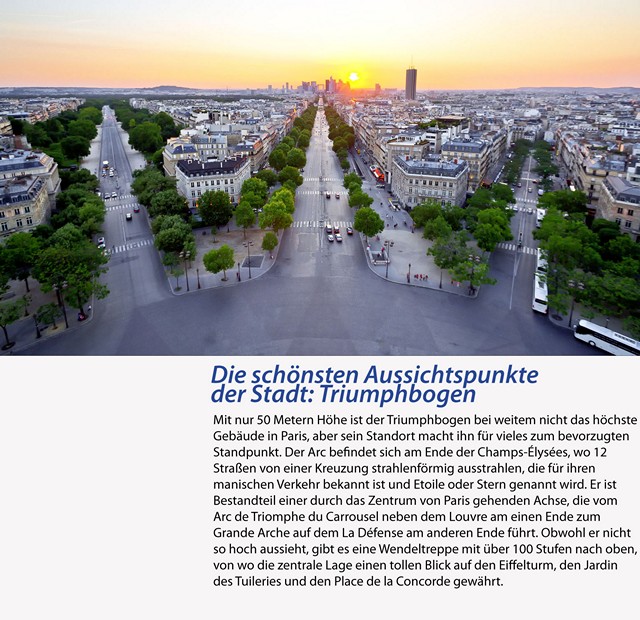 Die schönsten Aussichtspunkte
der Stadt: Triumphbogen
Mit nur 50 Metern Höhe ist der Triumphbogen bei weitem nicht das höchste
Gebäude in Paris, aber sein Standort macht ihn für vieles zum bevorzugten
Standpunkt. Der Arc befindet sich am Ende der Champs-Élysées, wo 12
Straßen von einer Kreuzung strahlenförmig ausstrahlen, die für ihren
manischen Verkehr bekannt ist und Etoile oder Stern genannt wird. Er ist
Bestandteil einer durch das Zentrum von Paris gehenden Achse, die vom
Arc de Triomphe du Carrousel neben dem Louvre am einen Ende zum
Grande Arche auf dem La Défense am anderen Ende führt. Obwohl er nicht
so hoch aussieht, gibt es eine Wendeltreppe mit über 100 Stufen nach oben,
von wo die zentrale Lage einen tollen Blick auf den Eiffelturm, den Jardin
des Tuileries und den Place de la Concorde gewährt.